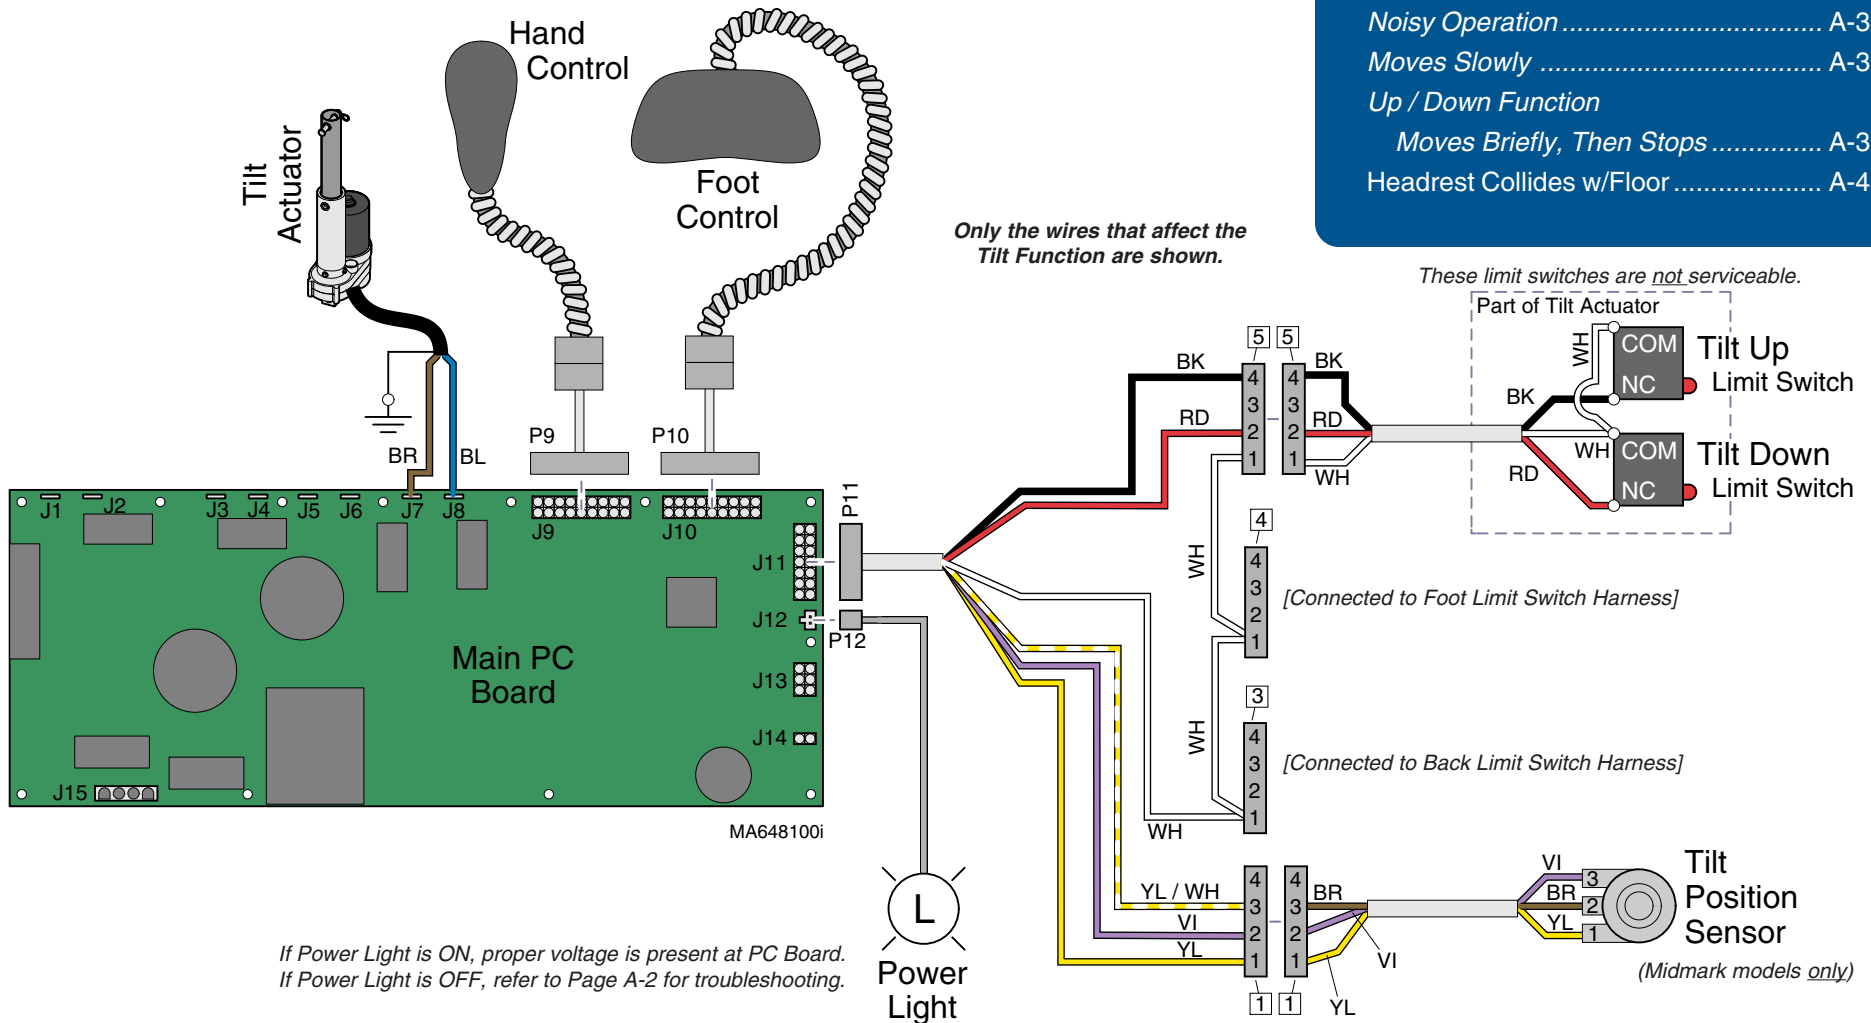 Noisy Operation ................................ A-3
Moves Slowly ................................... A-3
Up / Down Function
Moves Briefly, Then Stops ............... A-3
Headrest Collides w/Floor .................... A-4
Hand
Control
Foot
Control
Tilt
Actuator
Only the wires that affect the
Tilt Function are shown.
These limit switches are not serviceable.
Part of Tilt Actuator
WH
COM
NC
Tilt Up
Limit Switch
BK
WH
COM
NC
Tilt Down
Limit Switch
RD
5
5
BK
4
3
2
1
RD
4
3
2
1
BK
RD
WH
BR
BL
P9
P10
P11
J1
J2
J3
J4
J5
J6
J7
J8
J9
J10
J11
J12
J13
J14
J15
P12
Main PC
Board
MA648100i
WH
4
4
3
2
1
[Connected to Foot Limit Switch Harness]
WH
3
4
3
2
1
[Connected to Back Limit Switch Harness]
WH
YL / WH
VI
YL
4
3
2
1
1
4
3
2
1
1
BR
VI
YL
VI
BR
YL
3
2
1
Tilt
Position
Sensor
(Midmark models only)
L
Power
Light
If Power Light is ON, proper voltage is present at PC Board.
If Power Light is OFF, refer to Page A-2 for troubleshooting.